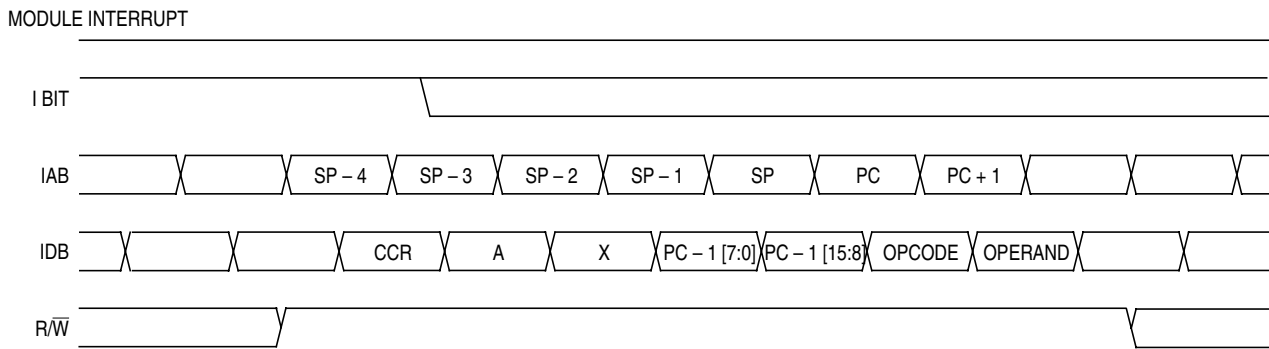 MODULE INTERRUPT
I BIT
IAB SP – 4 SP – 3 SP – 2 SP – 1 SP PC PC + 1
IDB CCR A X PC – 1 [7:0] PC – 1 [15:8] OPCODE OPERAND
R/W̅